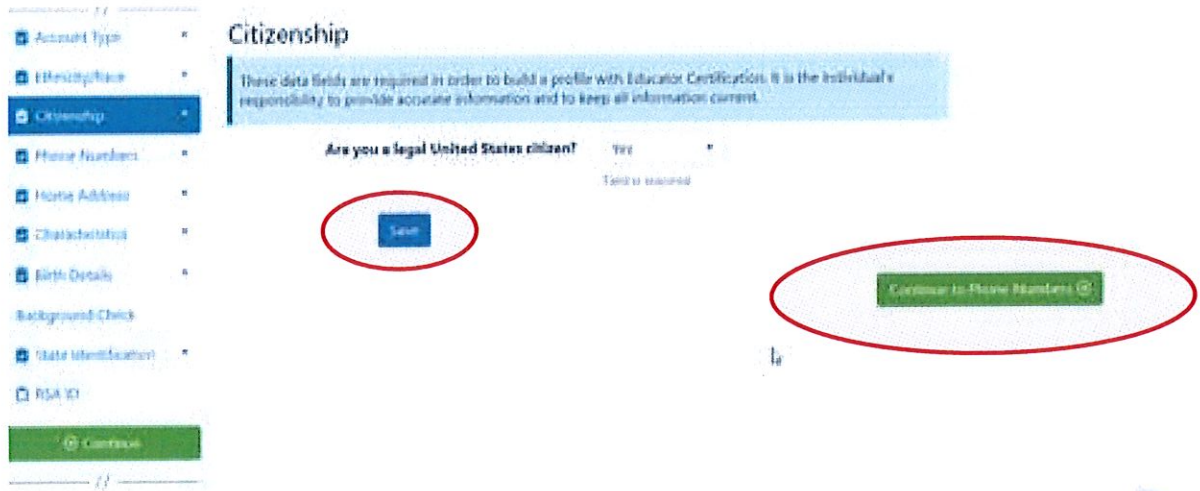 Account Type *
Ethnicity/Race *
Citizenship *
Phone Numbers *
Home Address *
Characteristics *
Birth Details *
Background Check
State Identification *
RSA ID
Continue
Citizenship
These data fields are required in order to build a profile with Educator Certification. It is the individual's
responsibility to provide accurate information and to keep all information current.
Are you a legal United States citizen? Yes
Field is required
Save
Continue to Phone Numbers